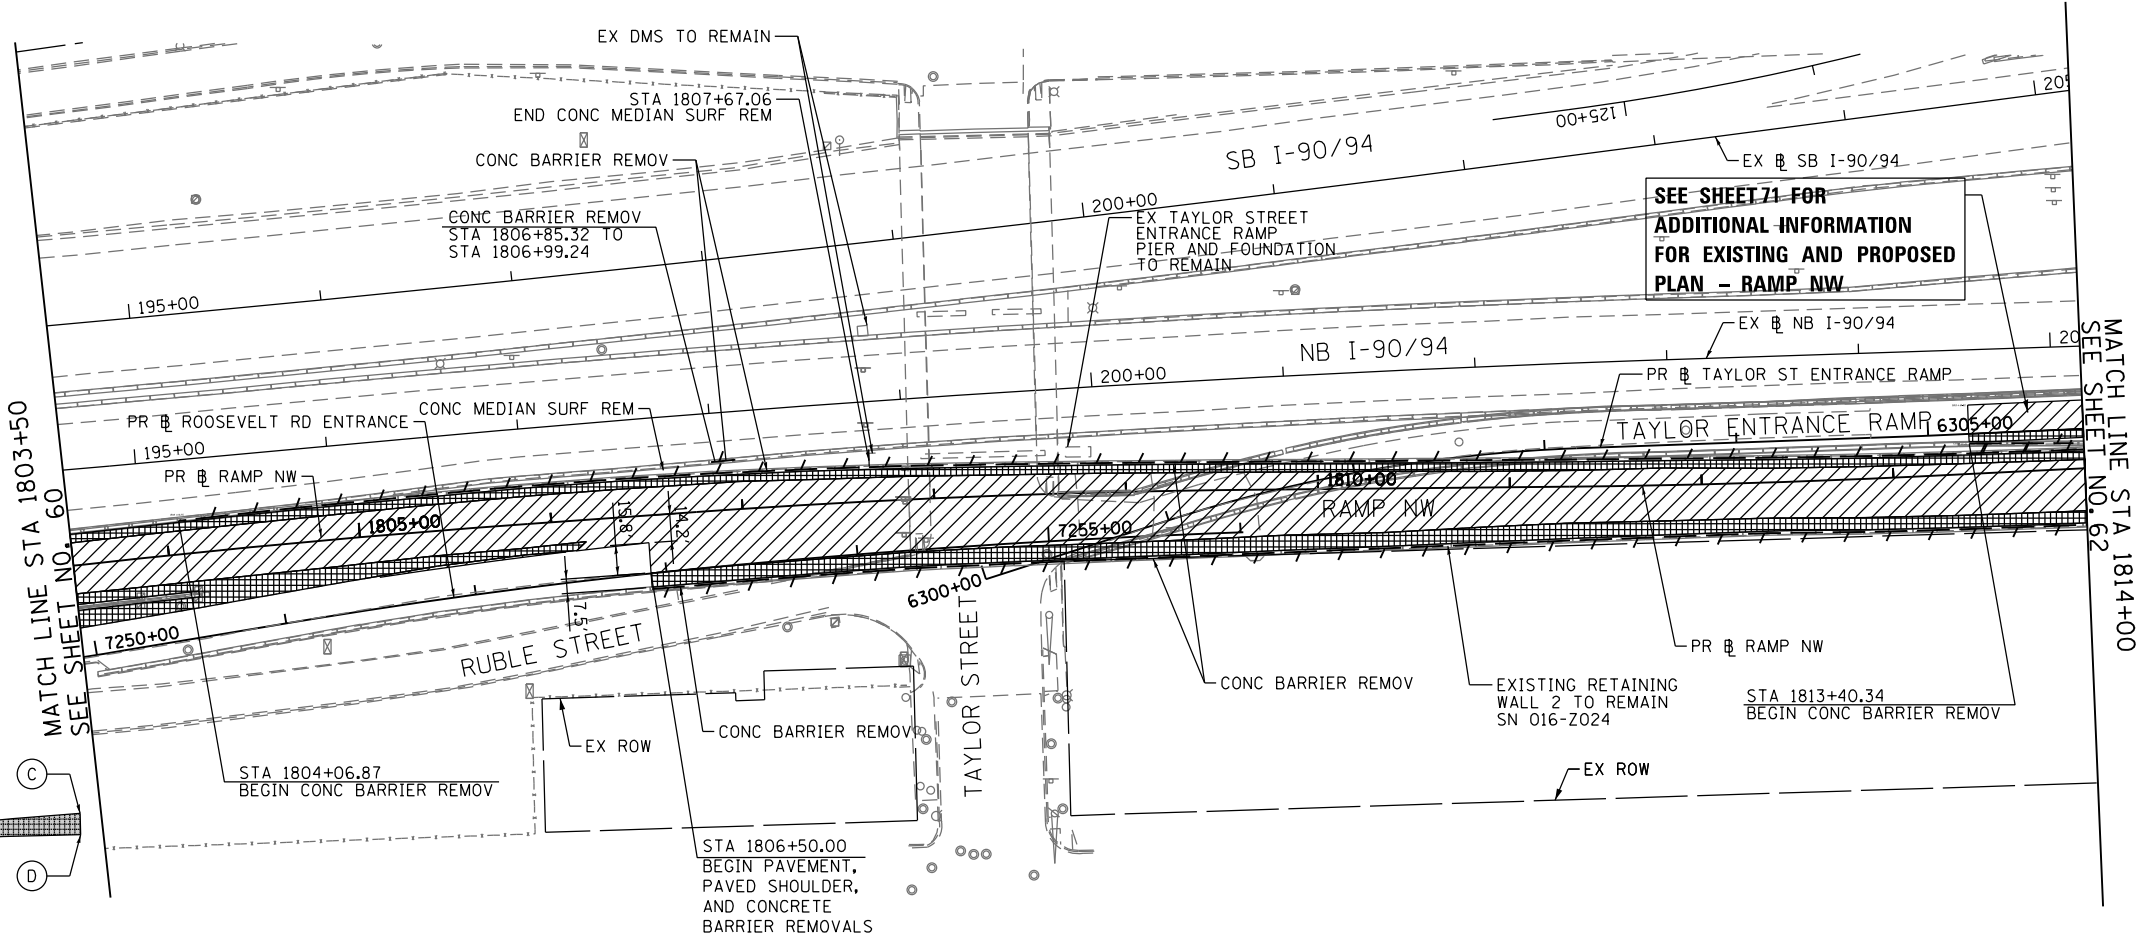 EX DMS TO REMAIN
STA 1807+67.06
END CONC MEDIAN SURF REM
CONC BARRIER REMOV
CONC BARRIER REMOV
STA 1806+85.32 TO
STA 1806+99.24
125+00
SB I-90/94
EX B SB I-90/94
SEE SHEET 71 FOR
ADDITIONAL INFORMATION
FOR EXISTING AND PROPOSED
PLAN - RAMP NW
200+00
EX TAYLOR STREET
ENTRANCE RAMP
PIER AND FOUNDATION
TO REMAIN
195+00
EX B NB I-90/94
NB I-90/94
200+00
PR B TAYLOR ST ENTRANCE RAMP
PR B ROOSEVELT RD ENTRANCE
CONC MEDIAN SURF REM
TAYLOR ENTRANCE RAMP
6305+00
195+00
PR B RAMP NW
1805+00
15.8'
14.2'
1810+00
RAMP NW
7255+00
6300+00
7.5'
7250+00
RUBLE STREET
TAYLOR STREET
PR B RAMP NW
CONC BARRIER REMOV
EXISTING RETAINING
WALL 2 TO REMAIN
SN 016-Z024
STA 1813+40.34
BEGIN CONC BARRIER REMOV
EX ROW
CONC BARRIER REMOV
EX ROW
STA 1804+06.87
BEGIN CONC BARRIER REMOV
STA 1806+50.00
BEGIN PAVEMENT,
PAVED SHOULDER,
AND CONCRETE
BARRIER REMOVALS
C
D
MATCH LINE STA 1803+50
SEE SHEET NO. 60
MATCH LINE STA 1814+00
SEE SHEET NO. 62